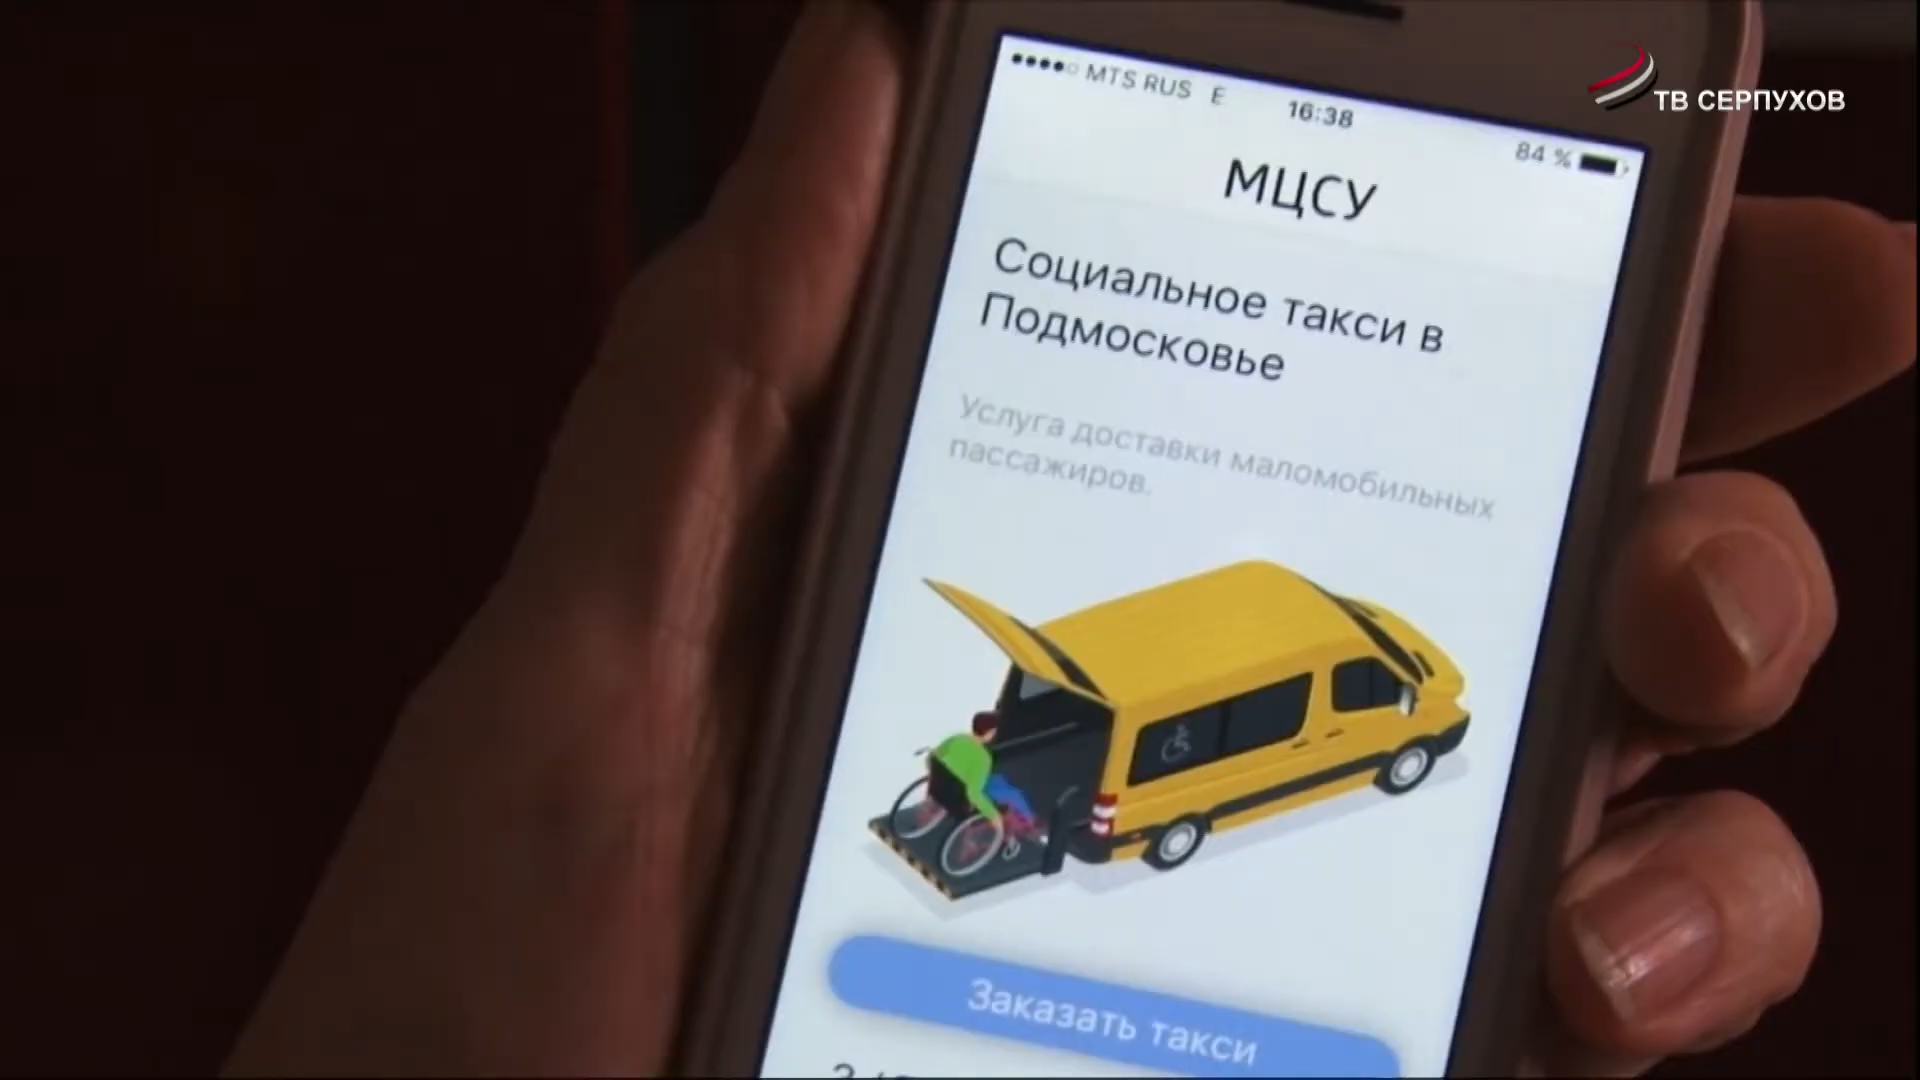 MTS RUS E 16:38 84 %
ТВ СЕРПУХОВ
МЦСУ
Социальное такси в
Подмосковье
Услуга доставки маломобильных
пассажиров.
Заказать такси